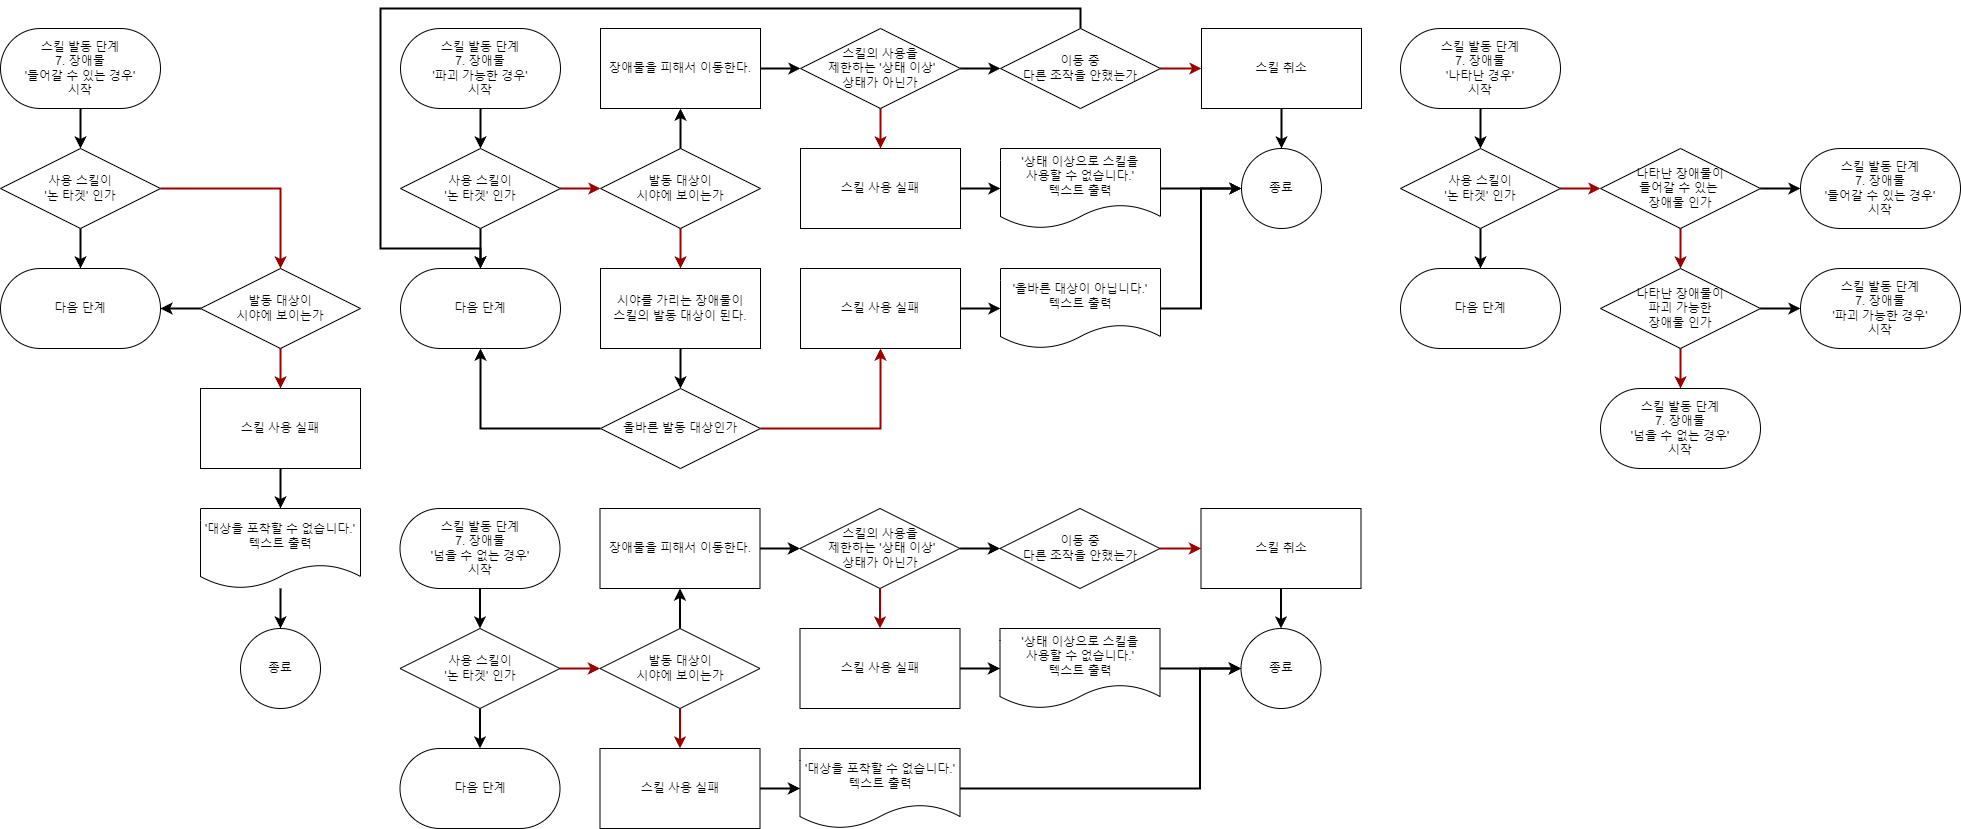 스킬 발동 단계
7. 장애물
'들어갈 수 있는 경우'
시작
사용 스킬이
'논 타겟' 인가
다음 단계
발동 대상이
시야에 보이는가
스킬 사용 실패
'대상을 포착할 수 없습니다.'
텍스트 출력
종료
스킬 발동 단계
7. 장애물
'파괴 가능한 경우'
시작
장애물을 피해서 이동한다.
스킬의 사용을
제한하는 '상태 이상'
상태가 아닌가
이동 중
다른 조작을 안했는가
스킬 취소
사용 스킬이
'논 타겟' 인가
발동 대상이
시야에 보이는가
스킬 사용 실패
'상태 이상으로 스킬을
사용할 수 없습니다.'
텍스트 출력
종료
다음 단계
시야를 가리는 장애물이
스킬의 발동 대상이 된다.
스킬 사용 실패
'올바른 대상이 아닙니다.'
텍스트 출력
올바른 발동 대상인가
스킬 발동 단계
7. 장애물
'나타난 경우'
시작
사용 스킬이
'논 타겟' 인가
나타난 장애물이
들어갈 수 있는
장애물 인가
스킬 발동 단계
7. 장애물
'들어갈 수 있는 경우'
시작
다음 단계
나타난 장애물이
파괴 가능한
장애물 인가
스킬 발동 단계
7. 장애물
'파괴 가능한 경우'
시작
스킬 발동 단계
7. 장애물
'넘을 수 없는 경우'
시작
스킬 발동 단계
7. 장애물
'넘을 수 없는 경우'
시작
장애물을 피해서 이동한다.
스킬의 사용을
제한하는 '상태 이상'
상태가 아닌가
이동 중
다른 조작을 안했는가
스킬 취소
사용 스킬이
'논 타겟' 인가
발동 대상이
시야에 보이는가
스킬 사용 실패
'상태 이상으로 스킬을
사용할 수 없습니다.'
텍스트 출력
종료
다음 단계
스킬 사용 실패
'대상을 포착할 수 없습니다.'
텍스트 출력